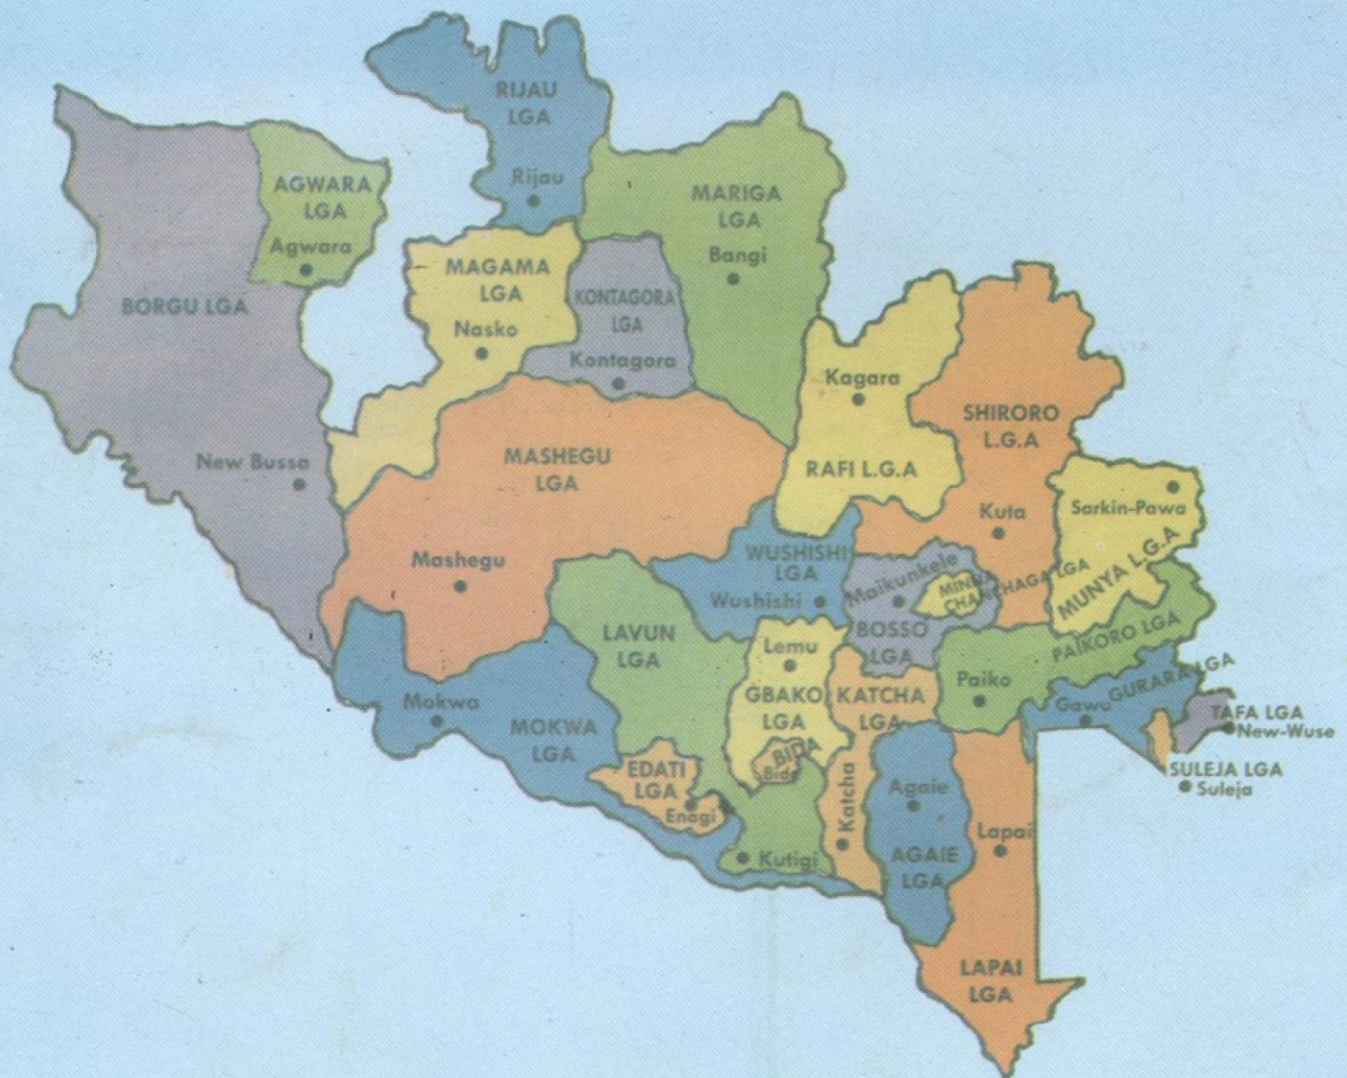 RIJAU
LGA
Rijau
AGWARA
LGA
Agwara
MARIGA
LGA
Bangi
BORGU LGA
New Bussa
MAGAMA
LGA
Nasko
KONTAGORA
LGA
Kontagora
Kagara
RAFI L.G.A
SHIRORO
L.G.A
Kuta
MASHEGU
LGA
Mashegu
Sarkin-Pawa
MUNYA L.G.A
WUSHISHI
LGA
Wushishi
Maikunkele
BOSSO
LGA
MINNA
CHANCHAGA LGA
LAVUN
LGA
Lemu
GBAKO
LGA
KATCHA
LGA
Katcha
Paiko
PAIKORO LGA
Gawu
GURARA LGA
TAFA LGA
New-Wuse
SULEJA LGA
Suleja
Mokwa
MOKWA
LGA
EDATI
LGA
Enagi
BIDA
Bida
Kutigi
Agaie
AGAIE
LGA
Lapai
LAPAI
LGA